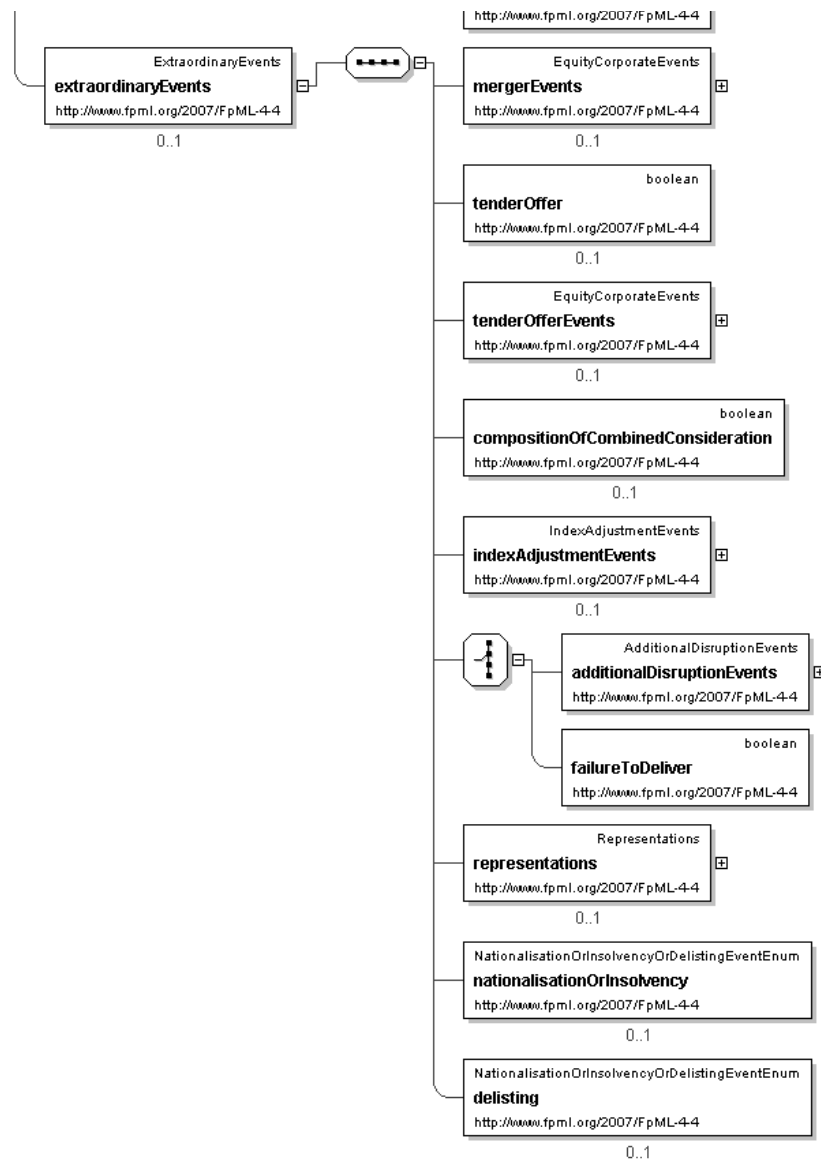 http://www.fpml.org/2007/FpML-4-4
ExtraordinaryEvents
extraordinaryEvents
http://www.fpml.org/2007/FpML-4-4
0..1
EquityCorporateEvents
mergerEvents
http://www.fpml.org/2007/FpML-4-4
0..1
boolean
tenderOffer
http://www.fpml.org/2007/FpML-4-4
0..1
EquityCorporateEvents
tenderOfferEvents
http://www.fpml.org/2007/FpML-4-4
0..1
boolean
compositionOfCombinedConsideration
http://www.fpml.org/2007/FpML-4-4
0..1
IndexAdjustmentEvents
indexAdjustmentEvents
http://www.fpml.org/2007/FpML-4-4
0..1
AdditionalDisruptionEvents
additionalDisruptionEvents
http://www.fpml.org/2007/FpML-4-4
boolean
failureToDeliver
http://www.fpml.org/2007/FpML-4-4
Representations
representations
http://www.fpml.org/2007/FpML-4-4
0..1
NationalisationOrInsolvencyOrDelistingEventEnum
nationalisationOrInsolvency
http://www.fpml.org/2007/FpML-4-4
0..1
NationalisationOrInsolvencyOrDelistingEventEnum
delisting
http://www.fpml.org/2007/FpML-4-4
0..1